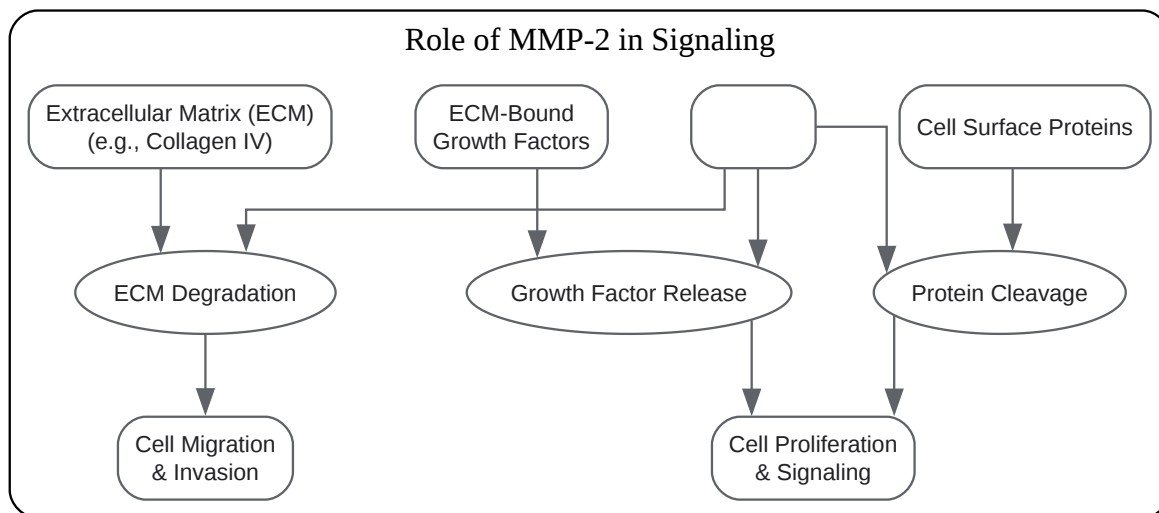 Role of MMP-2 in Signaling
Extracellular Matrix (ECM)
(e.g., Collagen IV)
ECM-Bound
Growth Factors
Cell Surface Proteins
ECM Degradation
Growth Factor Release
Protein Cleavage
Cell Migration
& Invasion
Cell Proliferation
& Signaling